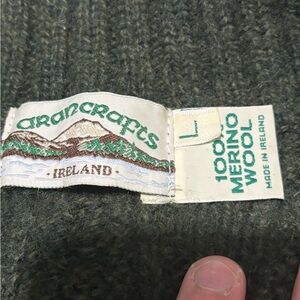 arancrafts
· IRELAND ·
L
100%
MERINO
WOOL
MADE IN IRELAND